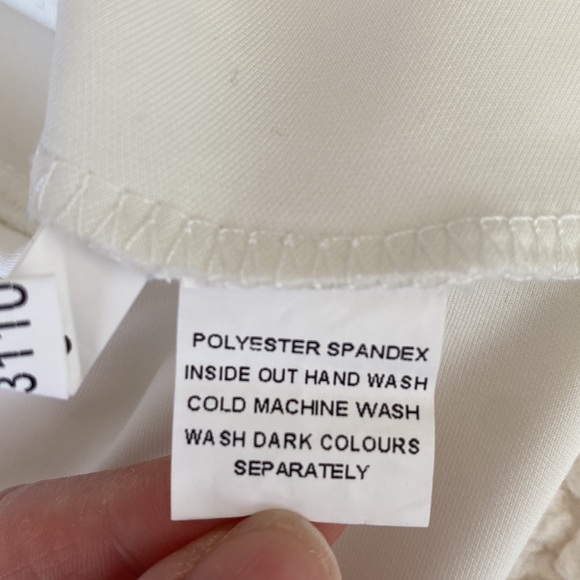 POLYESTER SPANDEX
INSIDE OUT HAND WASH
COLD MACHINE WASH
WASH DARK COLOURS
SEPARATELY